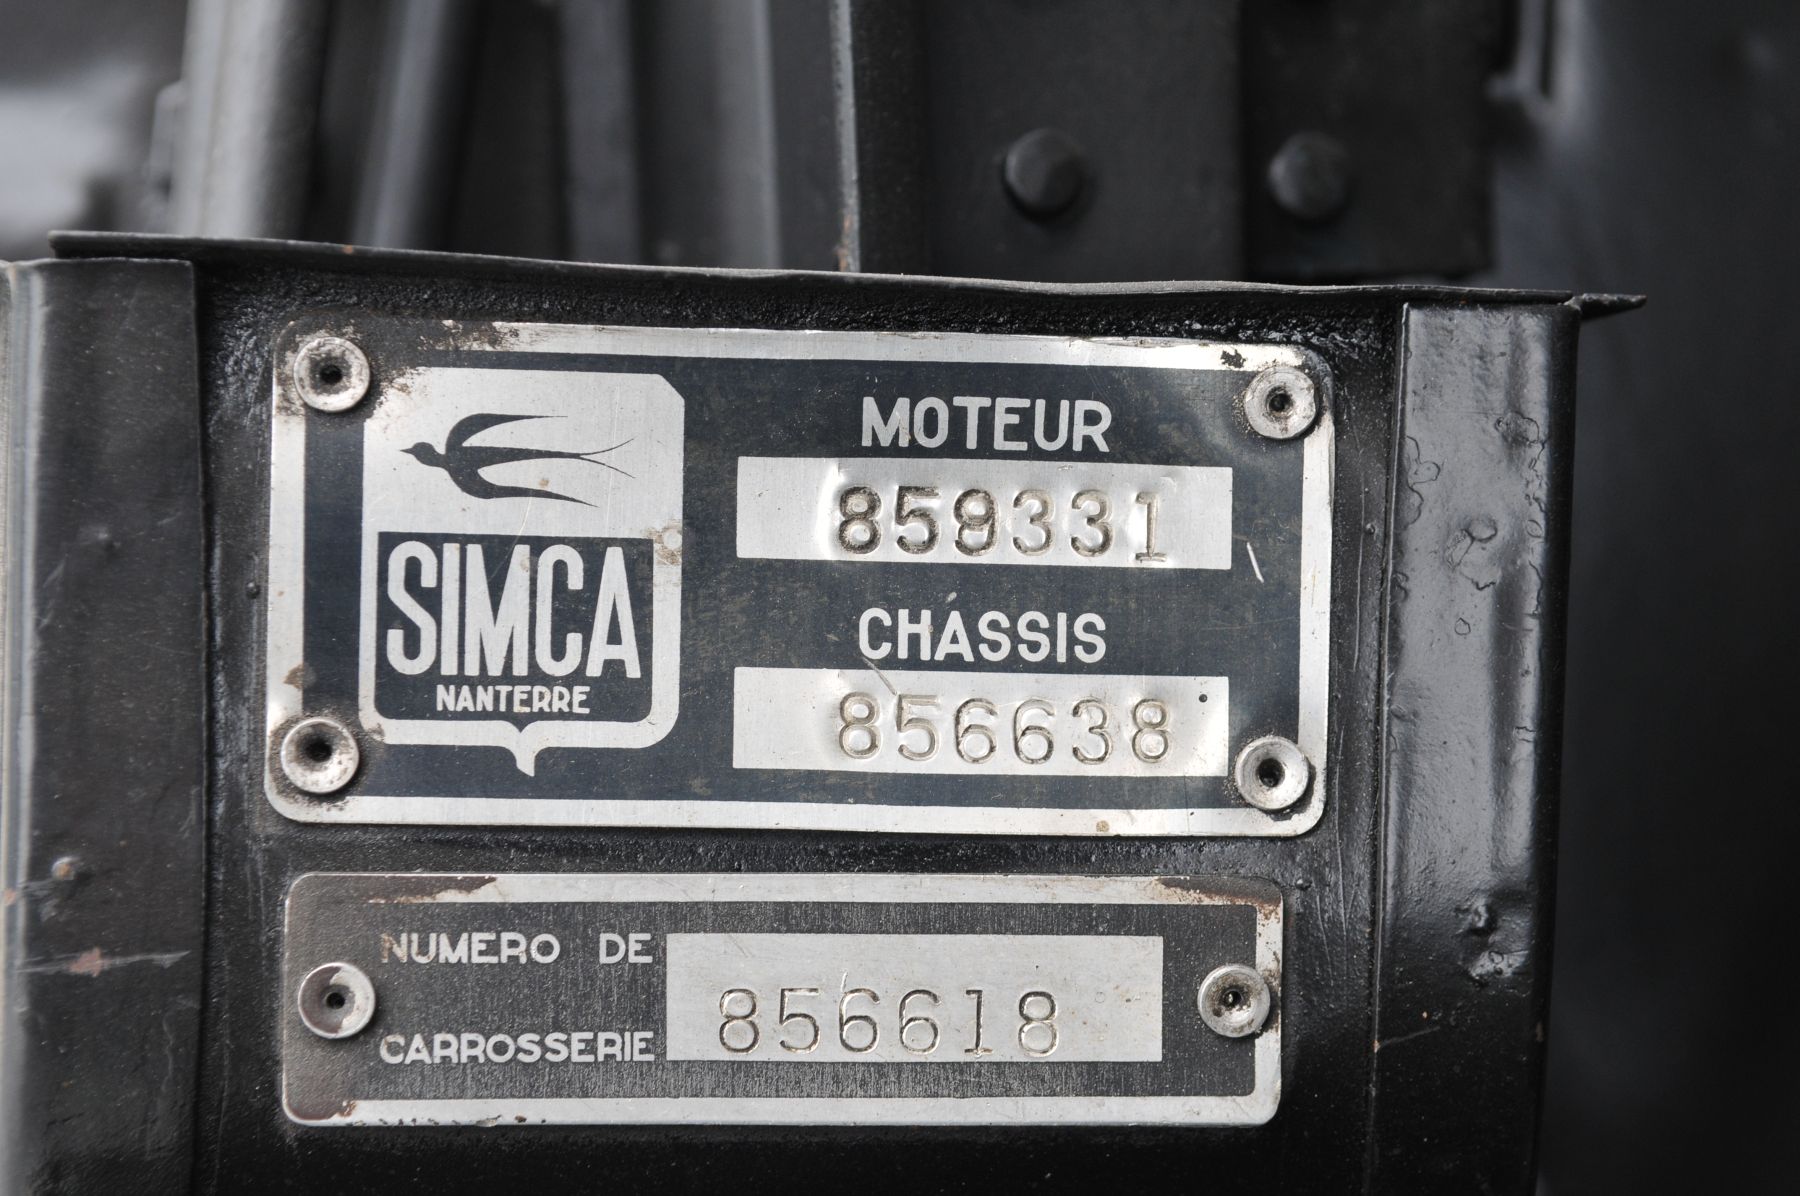 SIMCA
NANTERRE
MOTEUR
859331
CHASSIS
856638
NUMERO DE
CARROSSERIE
856618